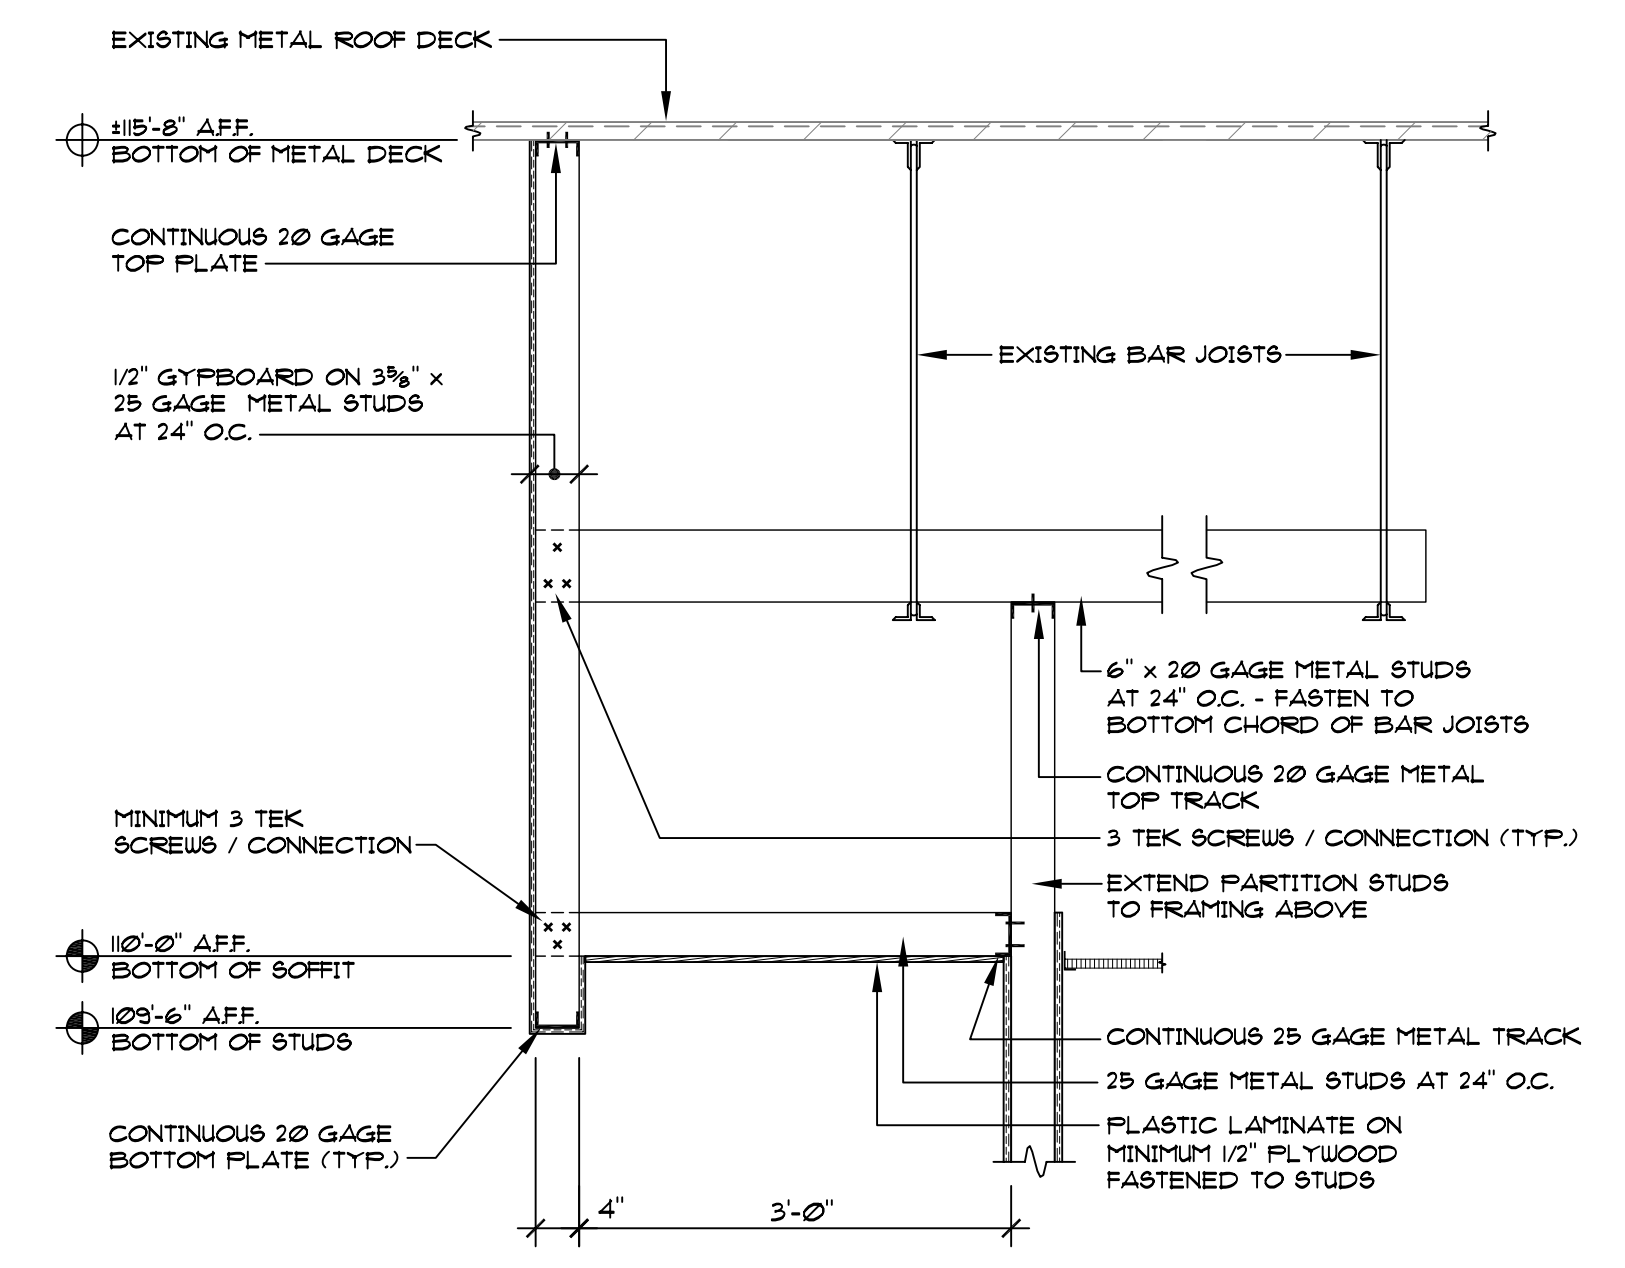 EXISTING METAL ROOF DECK
±115'-8" A.F.F.
BOTTOM OF METAL DECK
CONTINUOUS 20 GAGE
TOP PLATE
EXISTING BAR JOISTS
1/2" GYPBOARD ON 3⅝" x
25 GAGE METAL STUDS
AT 24" O.C.
6" x 20 GAGE METAL STUDS
AT 24" O.C. - FASTEN TO
BOTTOM CHORD OF BAR JOISTS
CONTINUOUS 20 GAGE METAL
TOP TRACK
MINIMUM 3 TEK
SCREWS / CONNECTION
3 TEK SCREWS / CONNECTION (TYP.)
EXTEND PARTITION STUDS
TO FRAMING ABOVE
110'-0" A.F.F.
BOTTOM OF SOFFIT
109'-6" A.F.F.
BOTTOM OF STUDS
CONTINUOUS 25 GAGE METAL TRACK
25 GAGE METAL STUDS AT 24" O.C.
CONTINUOUS 20 GAGE
BOTTOM PLATE (TYP.)
PLASTIC LAMINATE ON
MINIMUM 1/2" PLYWOOD
FASTENED TO STUDS
4"
3'-0"